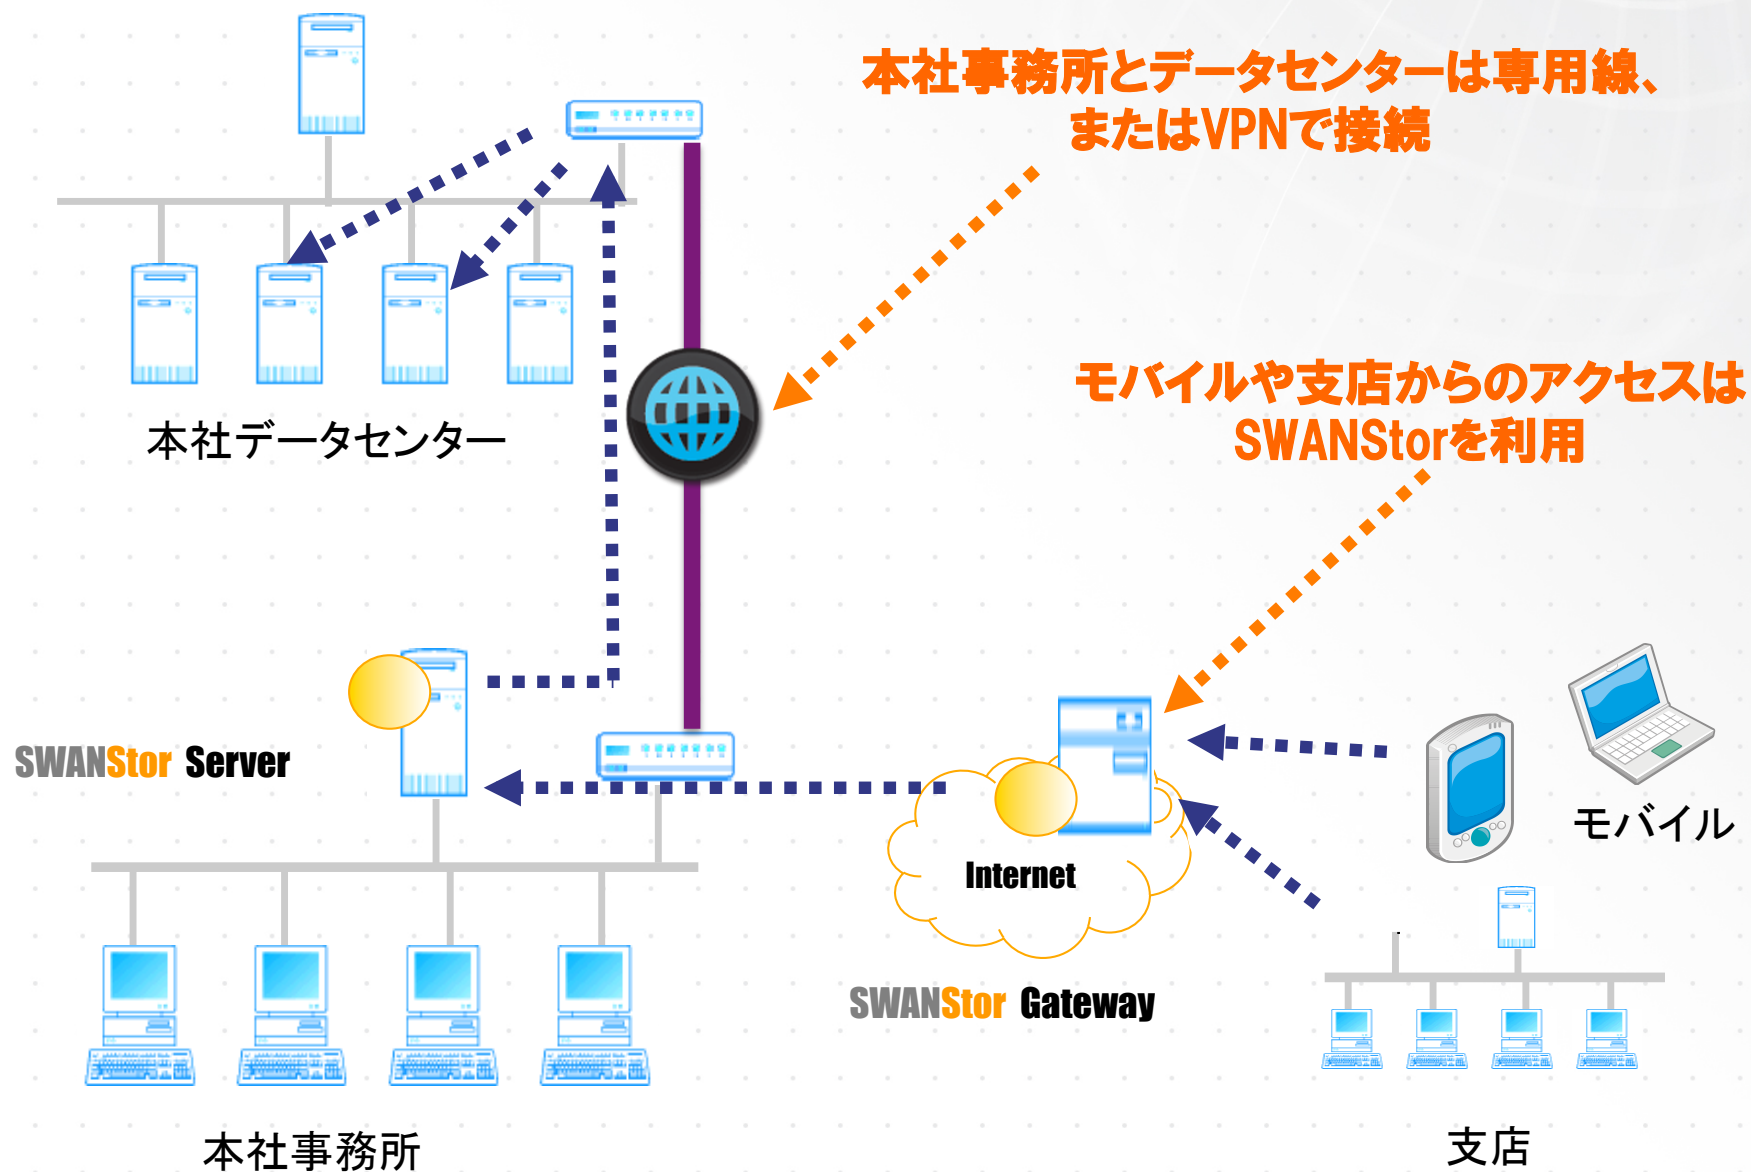 本社事務所とデータセンターは専用線、
またはVPNで接続
モバイルや支店からのアクセスは
SWANStorを利用
本社データセンター
SWANStor Server
モバイル
Internet
SWANStor Gateway
本社事務所
支店